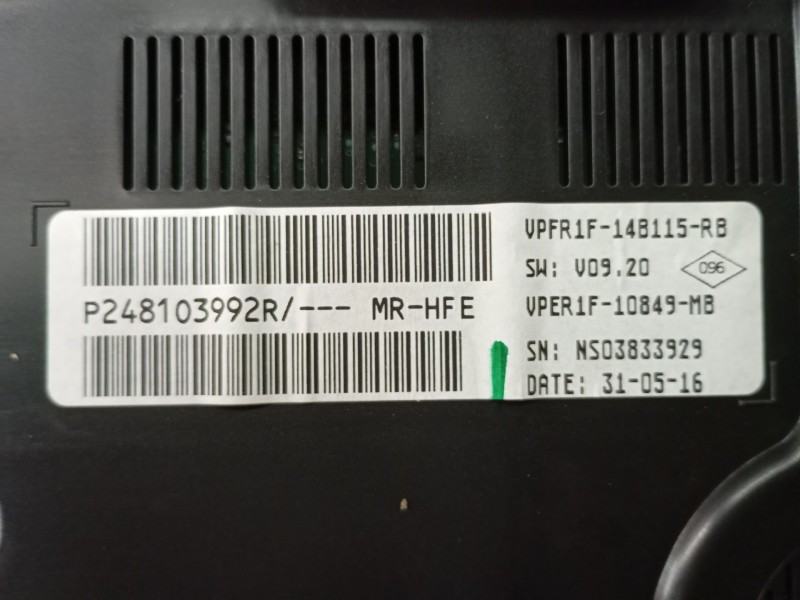 P248103992R/--- MR-HFE
VPFR1F-14B115-RB
SW: V09.20 096
VPER1F-10849-MB
SN: NS03833929
DATE: 31-05-16